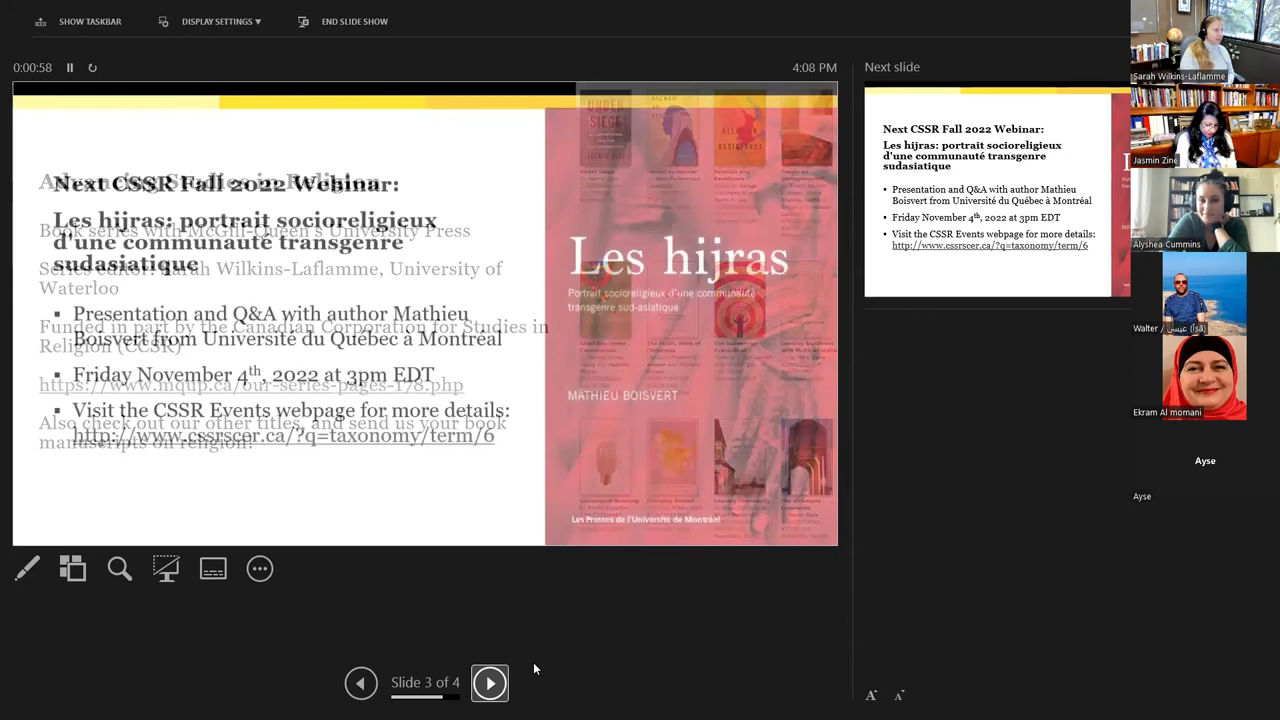 SHOW TASKBAR
DISPLAY SETTINGS ▼
END SLIDE SHOW
0:00:58
4:08 PM
Next CSSR Fall 2022 Webinar:
Les hijras: portrait socioreligieux
d'une communauté transgenre
sudasiatique
▪ Presentation and Q&A with author Mathieu
Boisvert from Université du Québec à Montréal
▪ Friday November 4th, 2022 at 3pm EDT
▪ Visit the CSSR Events webpage for more details:
http://www.cssrscer.ca/?q=taxonomy/term/6
Advancing Studies in Religion
Book series with McGill-Queen's University Press
Series editor: Sarah Wilkins-Laflamme, University of
Waterloo
Funded in part by the Canadian Corporation for Studies in
Religion (CCSR)
https://www.mqup.ca/our-series-pages-178.php
Also check out our other titles, and send us your book
manuscripts on religion!
UNDER
SIEGE
Les hijras
Portrait socioreligieux d'une communauté
transgenre sud-asiatique
MATHIEU BOISVERT
Les Presses de l'Université de Montréal
Slide 3 of 4
Next slide
Next CSSR Fall 2022 Webinar:
Les hijras: portrait socioreligieux
d'une communauté transgenre
sudasiatique
• Presentation and Q&A with author Mathieu
Boisvert from Université du Québec à Montréal
• Friday November 4th, 2022 at 3pm EDT
• Visit the CSSR Events webpage for more details:
http://www.cssrscer.ca/?q=taxonomy/term/6
A
A
Sarah Wilkins-Laflamme
Jasmin Zine
Alyshea Cummins
Walter / عيسى (Īsā)
Ekram Al momani
Ayse
Ayse